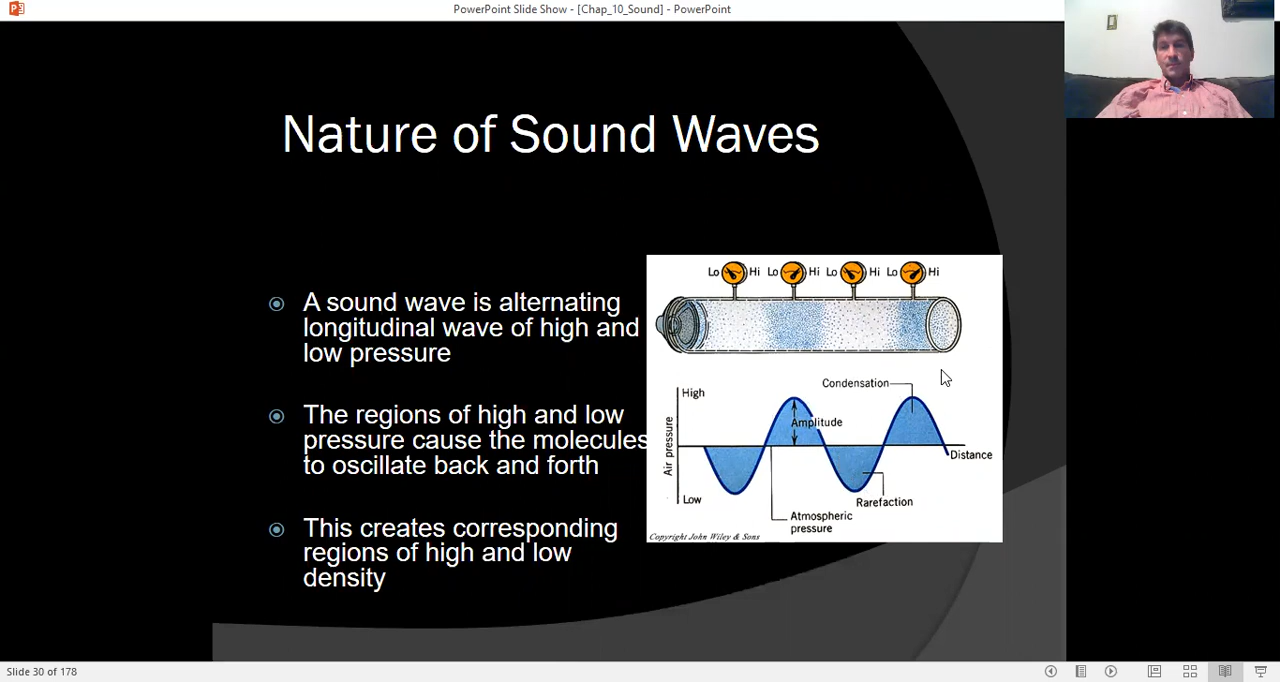 PowerPoint Slide Show - [Chap_10_Sound] - PowerPoint
Nature of Sound Waves
A sound wave is alternating
longitudinal wave of high and
low pressure
The regions of high and low
pressure cause the molecules
to oscillate back and forth
This creates corresponding
regions of high and low
density
Lo Hi Lo Hi Lo Hi Lo Hi
Condensation
High
Amplitude
Air pressure
Distance
Low
Rarefaction
Atmospheric
pressure
Copyright John Wiley & Sons
Slide 30 of 178